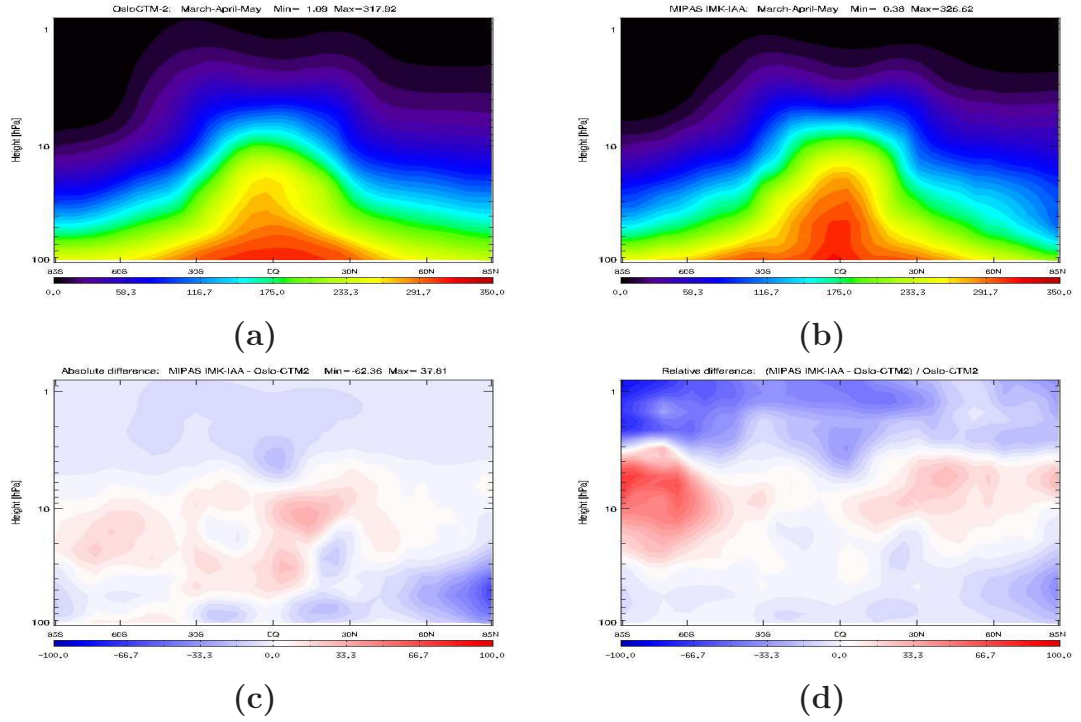 OsloCTM-2: March-April-May Min= 1.09 Max=317.92
Height [hPa]
1
10
100
85S 60S 30S EQ 30N 60N 85N
0.0 58.3 116.7 175.0 233.3 291.7 350.0
(a)
MIPAS IMK-IAA: March-April-May Min= 0.38 Max=326.62
Height [hPa]
1
10
100
85S 60S 30S EQ 30N 60N 85N
0.0 58.3 116.7 175.0 233.3 291.7 350.0
(b)
Absolute difference: MIPAS IMK-IAA - Oslo-CTM2 Min=-62.36 Max= 37.81
Height [hPa]
1
10
100
85S 60S 30S EQ 30N 60N 85N
-100.0 -66.7 -33.3 0.0 33.3 66.7 100.0
(c)
Relative difference: (MIPAS IMK-IAA - Oslo-CTM2) / Oslo-CTM2
Height [hPa]
1
10
100
85S 60S 30S EQ 30N 60N 85N
-100.0 -66.7 -33.3 0.0 33.3 66.7 100.0
(d)